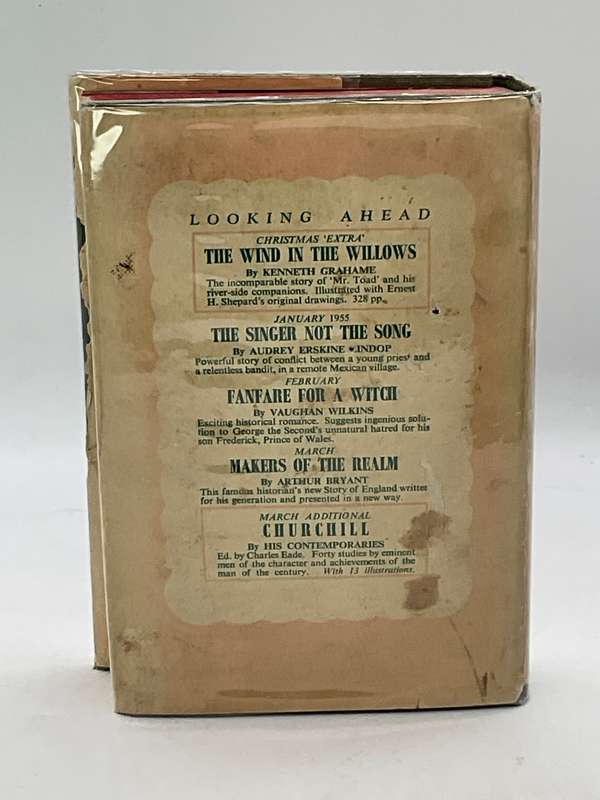 LOOKING AHEAD
CHRISTMAS 'EXTRA'
THE WIND IN THE WILLOWS
By KENNETH GRAHAME
The incomparable story of 'Mr. Toad' and his
river-side companions. Illustrated with Ernest
H. Shepard's original drawings. 328 pp.
JANUARY 1955
THE SINGER NOT THE SONG
By AUDREY ERSKINE INDOP
Powerful story of conflict between a young priest and
a relentless bandit, in a remote Mexican village.
FEBRUARY
FANFARE FOR A WITCH
By VAUGHAN WILKINS
Exciting historical romance. Suggests ingenious solu-
tion to George the Second's unnatural hatred for his
son Frederick, Prince of Wales.
MARCH
MAKERS OF THE REALM
By ARTHUR BRYANT
This famous historian's new Story of England written
for his generation and presented in a new way.
MARCH ADDITIONAL
CHURCHILL
By HIS CONTEMPORARIES
Ed. by Charles Eade. Forty studies by eminent
men of the character and achievements of the
man of the century. With 13 illustrations.